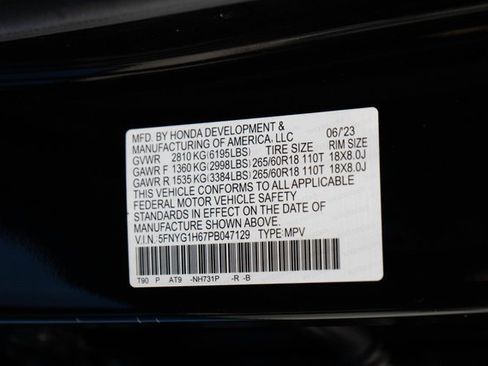 MFD. BY HONDA DEVELOPMENT & 06/'23
MANUFACTURING OF AMERICA, LLC
GVWR 2810 KG(6195LBS) TIRE SIZE RIM SIZE
GAWR F 1360 KG(2998LBS) 265/60R18 110T 18X8.0J
GAWR R 1535 KG(3384LBS) 265/60R18 110T 18X8.0J
THIS VEHICLE CONFORMS TO ALL APPLICABLE
FEDERAL MOTOR VEHICLE SAFETY
STANDARDS IN EFFECT ON THE DATE OF
MANUFACTURE SHOWN ABOVE.
V.I.N. 5FNYG1H67PB047129 TYPE: MPV
T90 P AT9 -NH731P -R -B